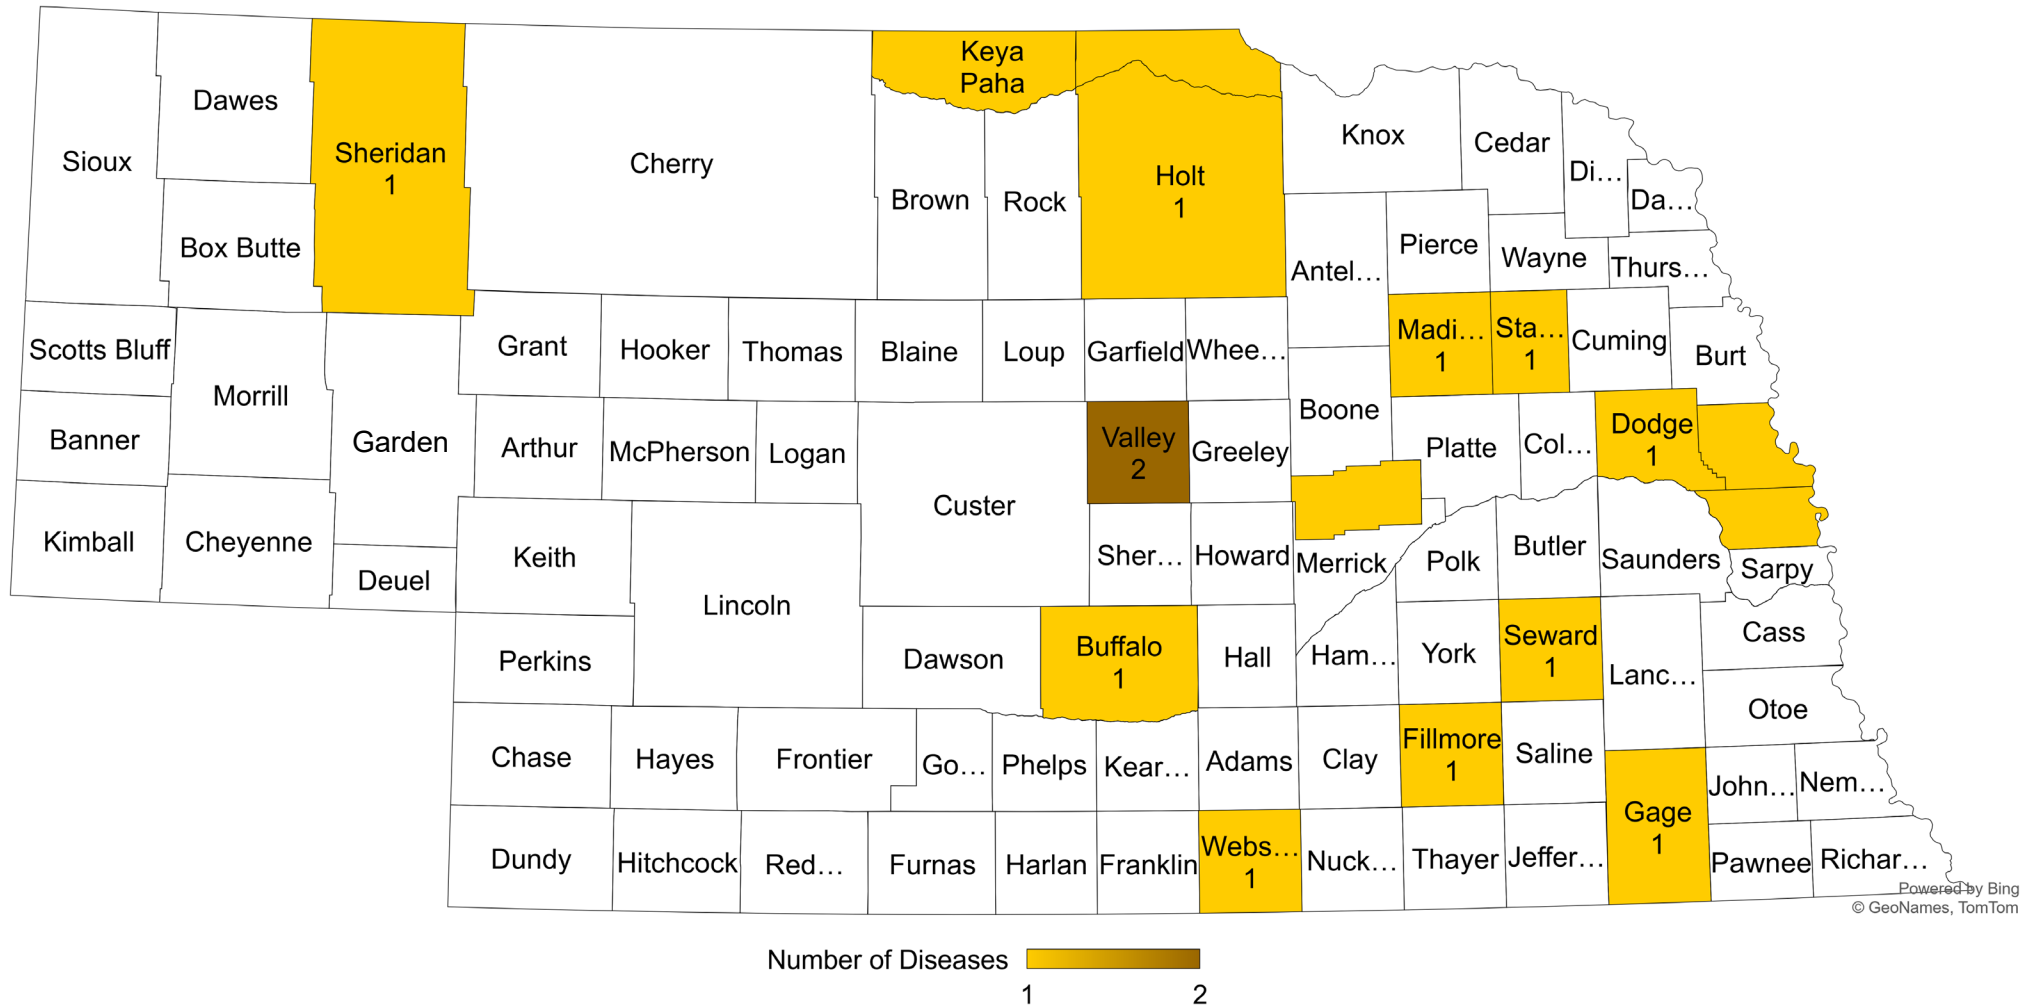 Keya
Paha
Dawes
Sheridan
1
Sioux
Cherry
Knox
Cedar
Di...
Da...
Brown
Rock
Holt
1
Box Butte
Pierce
Wayne
Thurs...
Antel...
Scotts Bluff
Grant
Hooker
Thomas
Blaine
Loup
Garfield
Whee...
Madi...
1
Sta...
1
Cuming
Burt
Morrill
Boone
Banner
Garden
Arthur
McPherson
Logan
Valley
2
Greeley
Platte
Col...
Dodge
1
Custer
Kimball
Cheyenne
Keith
Sher...
Howard
Merrick
Polk
Butler
Saunders
Sarpy
Deuel
Lincoln
Perkins
Dawson
Buffalo
1
Hall
Ham...
York
Seward
1
Lanc...
Cass
Otoe
Chase
Hayes
Frontier
Go...
Phelps
Kear...
Adams
Clay
Fillmore
1
Saline
John...
Nem...
Gage
1
Dundy
Hitchcock
Red...
Furnas
Harlan
Franklin
Webs...
1
Nuck...
Thayer
Jeffer...
Pawnee
Richar...
Powered by Bing
© GeoNames, TomTom
Number of Diseases
1
2